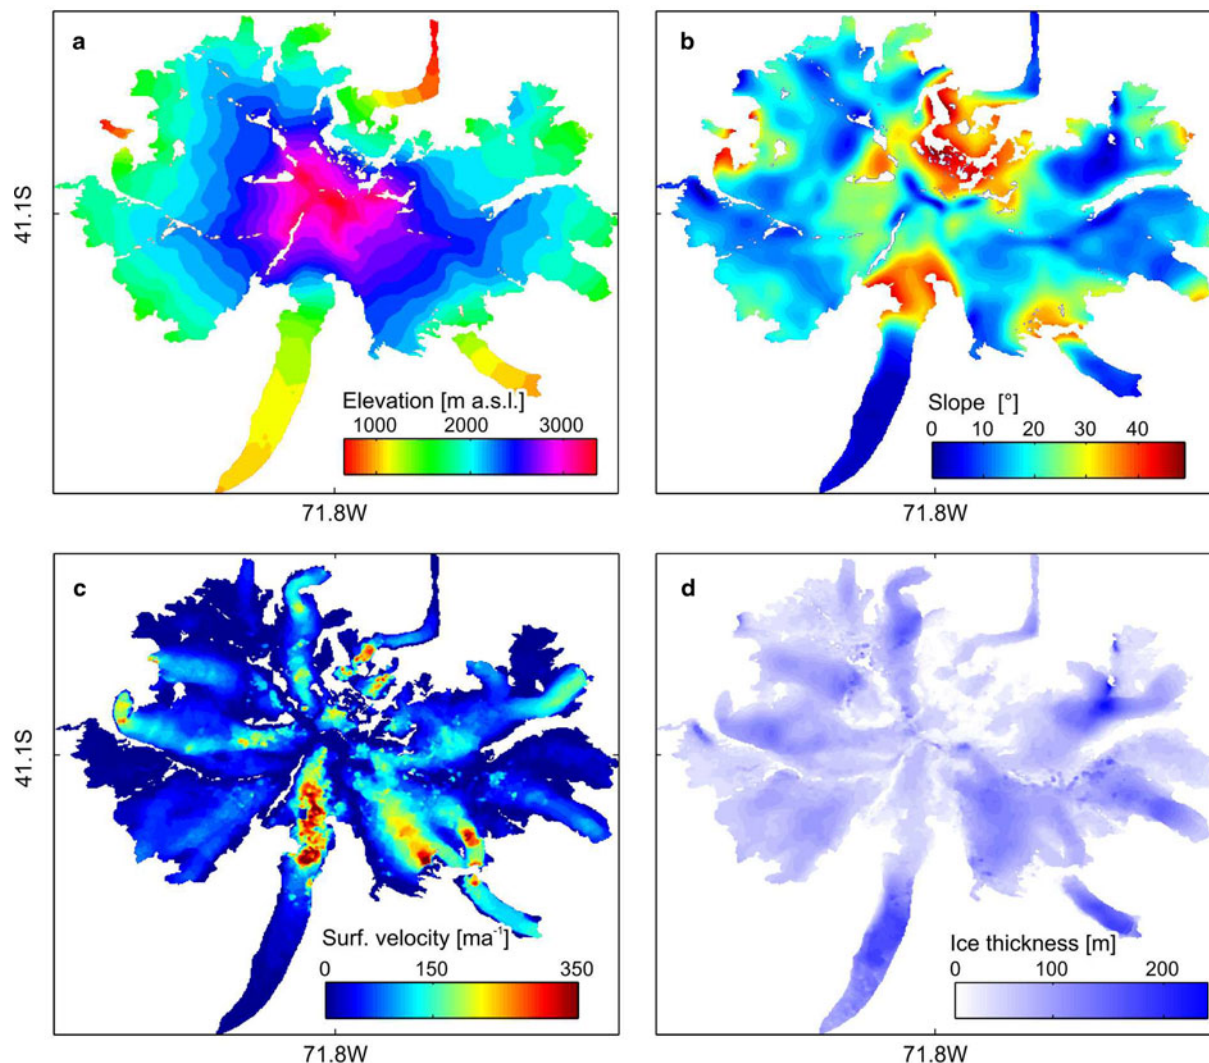 a
41.1S
Elevation [m a.s.l.]
1000 2000 3000
71.8W
b
Slope [°]
0 10 20 30 40
71.8W
c
41.1S
Surf. velocity [ma⁻¹]
0 150 350
71.8W
d
Ice thickness [m]
0 100 200
71.8W